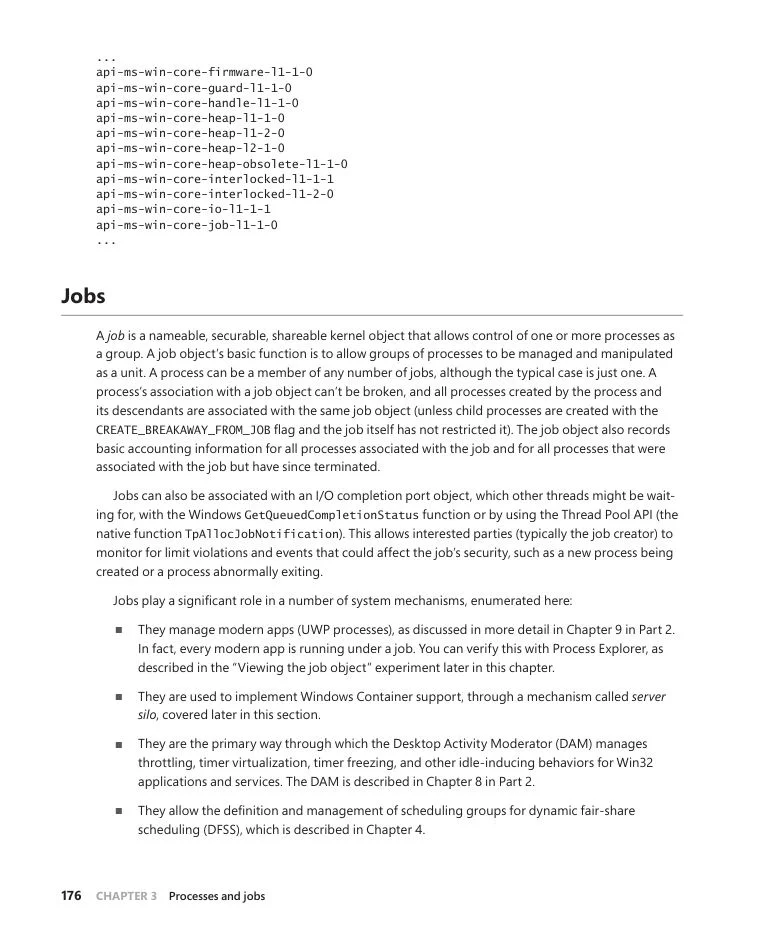 ...
api-ms-win-core-firmware-l1-1-0
api-ms-win-core-guard-l1-1-0
api-ms-win-core-handle-l1-1-0
api-ms-win-core-heap-l1-1-0
api-ms-win-core-heap-l1-2-0
api-ms-win-core-heap-l2-1-0
api-ms-win-core-heap-obsolete-l1-1-0
api-ms-win-core-interlocked-l1-1-1
api-ms-win-core-interlocked-l1-2-0
api-ms-win-core-io-l1-1-1
api-ms-win-core-job-l1-1-0
...
Jobs
A job is a nameable, securable, shareable kernel object that allows control of one or more processes as
a group. A job object’s basic function is to allow groups of processes to be managed and manipulated
as a unit. A process can be a member of any number of jobs, although the typical case is just one. A
process’s association with a job object can’t be broken, and all processes created by the process and
its descendants are associated with the same job object (unless child processes are created with the
CREATE_BREAKAWAY_FROM_JOB flag and the job itself has not restricted it). The job object also records
basic accounting information for all processes associated with the job and for all processes that were
associated with the job but have since terminated.
Jobs can also be associated with an I/O completion port object, which other threads might be wait-
ing for, with the Windows GetQueuedCompletionStatus function or by using the Thread Pool API (the
native function TpAllocJobNotification). This allows interested parties (typically the job creator) to
monitor for limit violations and events that could affect the job’s security, such as a new process being
created or a process abnormally exiting.
Jobs play a significant role in a number of system mechanisms, enumerated here:
■ They manage modern apps (UWP processes), as discussed in more detail in Chapter 9 in Part 2.
In fact, every modern app is running under a job. You can verify this with Process Explorer, as
described in the “Viewing the job object” experiment later in this chapter.
■ They are used to implement Windows Container support, through a mechanism called server
silo, covered later in this section.
■ They are the primary way through which the Desktop Activity Moderator (DAM) manages
throttling, timer virtualization, timer freezing, and other idle-inducing behaviors for Win32
applications and services. The DAM is described in Chapter 8 in Part 2.
■ They allow the definition and management of scheduling groups for dynamic fair-share
scheduling (DFSS), which is described in Chapter 4.
176 CHAPTER 3 Processes and jobs